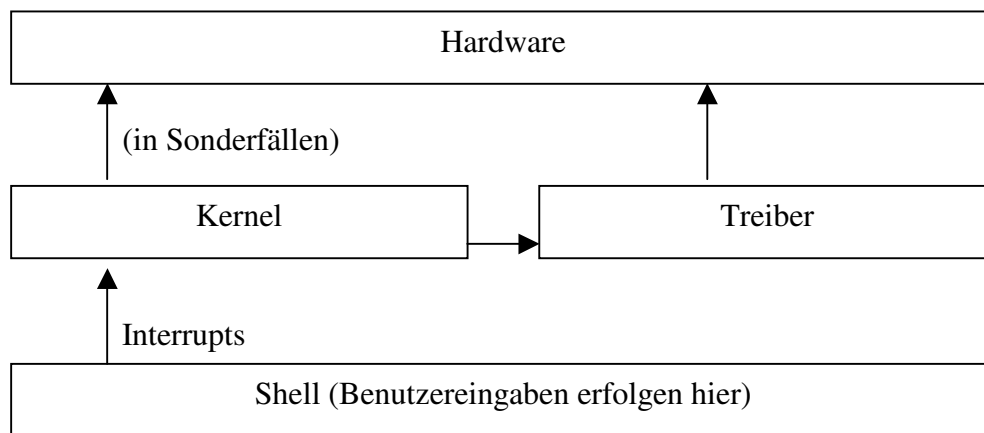 Hardware
(in Sonderfällen)
Kernel
Treiber
Interrupts
Shell (Benutzereingaben erfolgen hier)